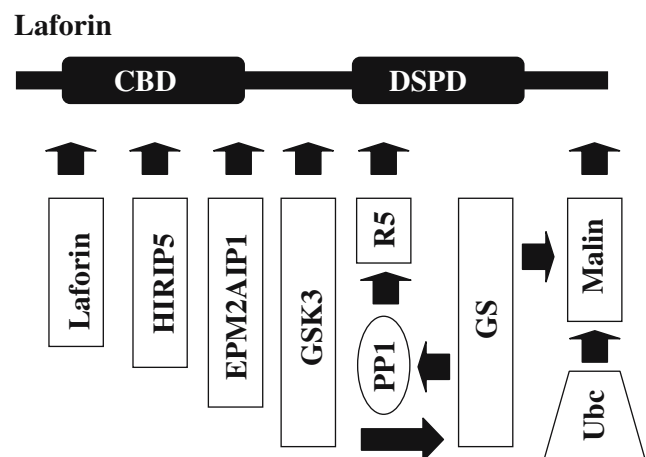 Laforin
CBD DSPD
Laforin
HIRIP5
EPM2AIP1
GSK3
R5
PP1
GS
Malin
Ubc